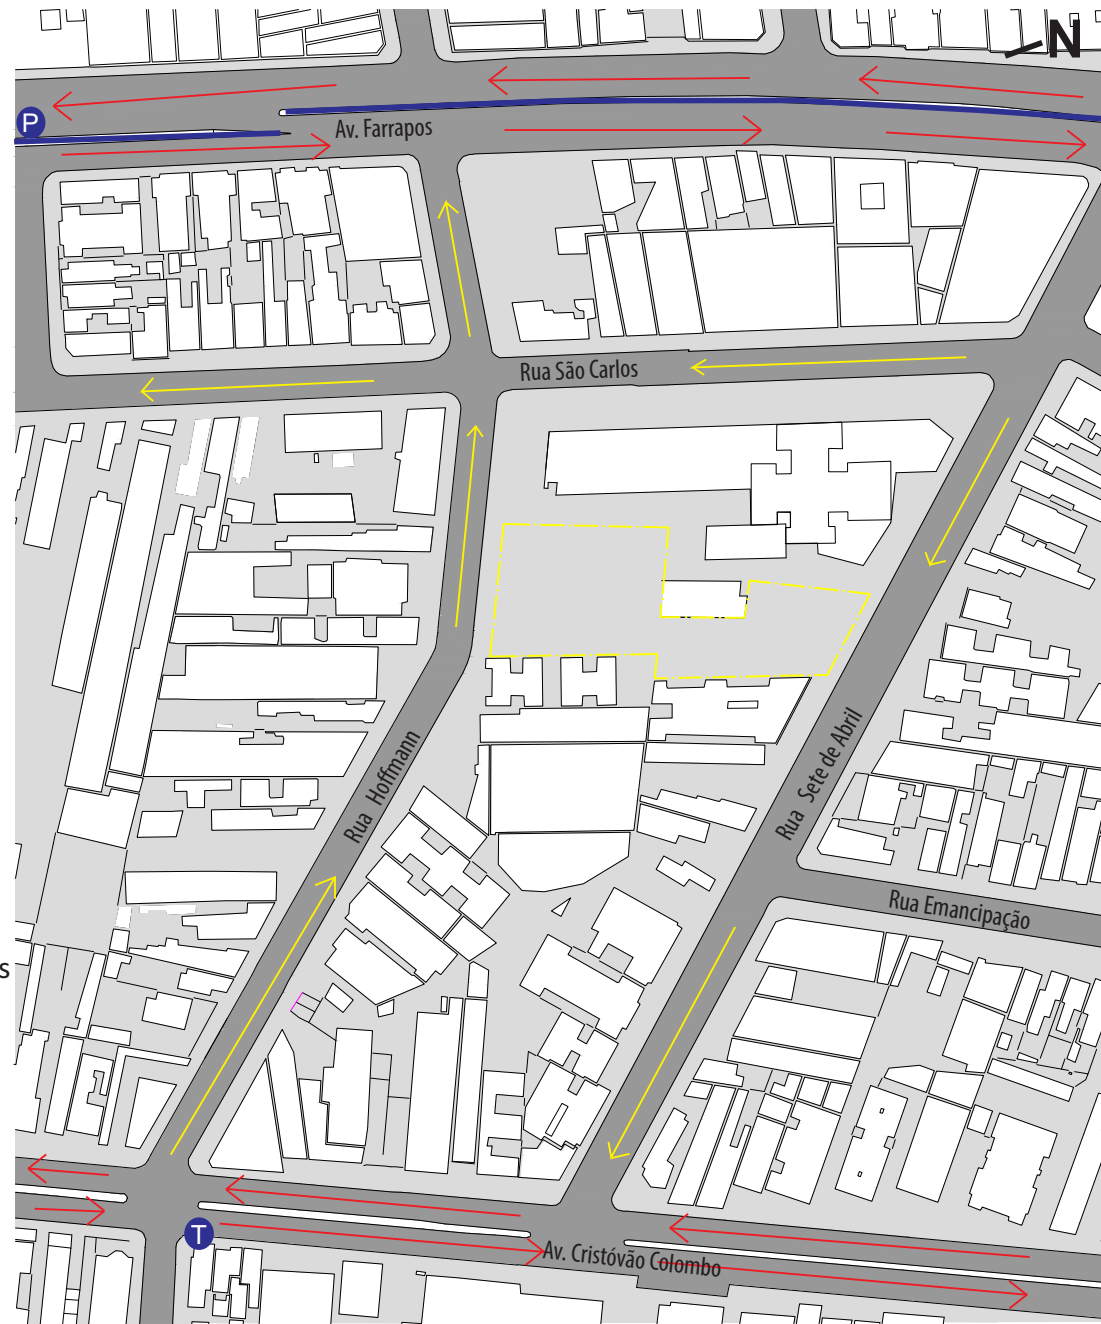 N
P
Av. Farrapos
Rua São Carlos
Rua Hoffmann
Rua Sete de Abril
Rua Emancipação
s
T
Av. Cristóvão Colombo